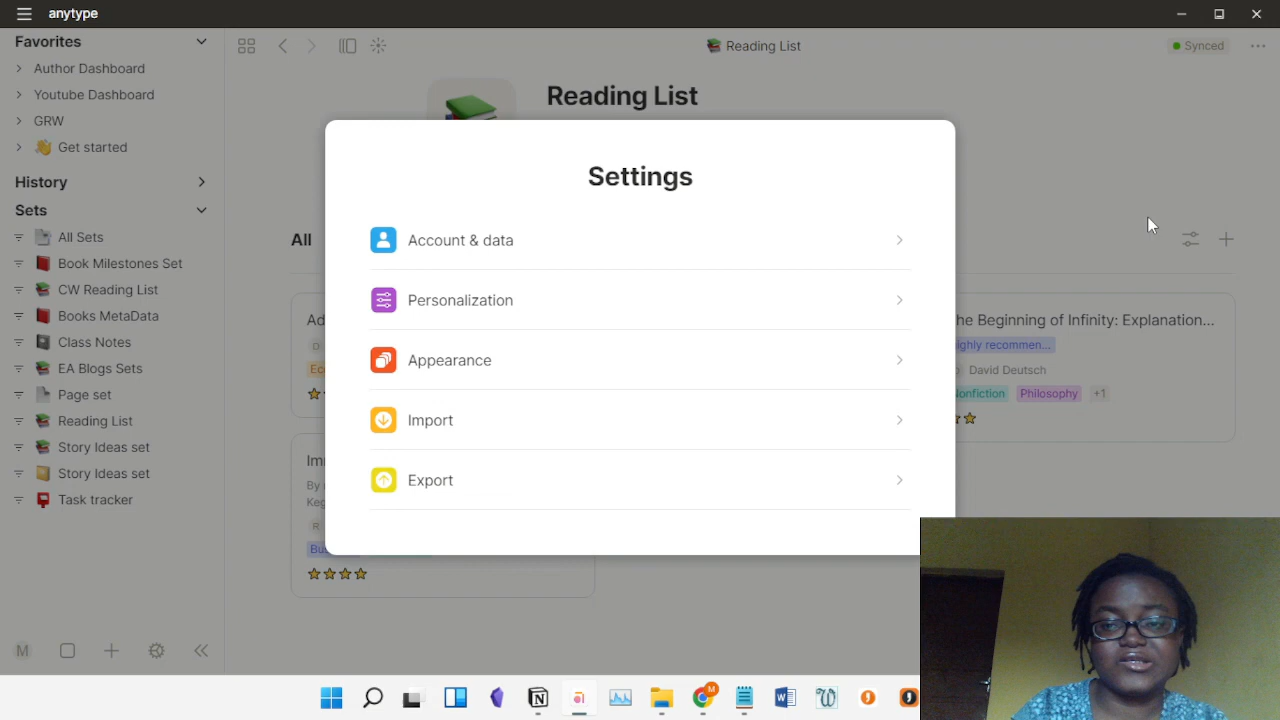 anytype
Favorites
Author Dashboard
Youtube Dashboard
GRW
Get started
History
Sets
All Sets
Book Milestones Set
CW Reading List
Books MetaData
Class Notes
EA Blogs Sets
Page set
Reading List
Story Ideas set
Story Ideas set
Task tracker
M
Reading List
Synced
Reading List
All
Settings
Account & data
Personalization
Appearance
Import
Export
D
By
R
he Beginning of Infinity: Explanation...
ighly recommen...
David Deutsch
Nonfiction Philosophy +1
M